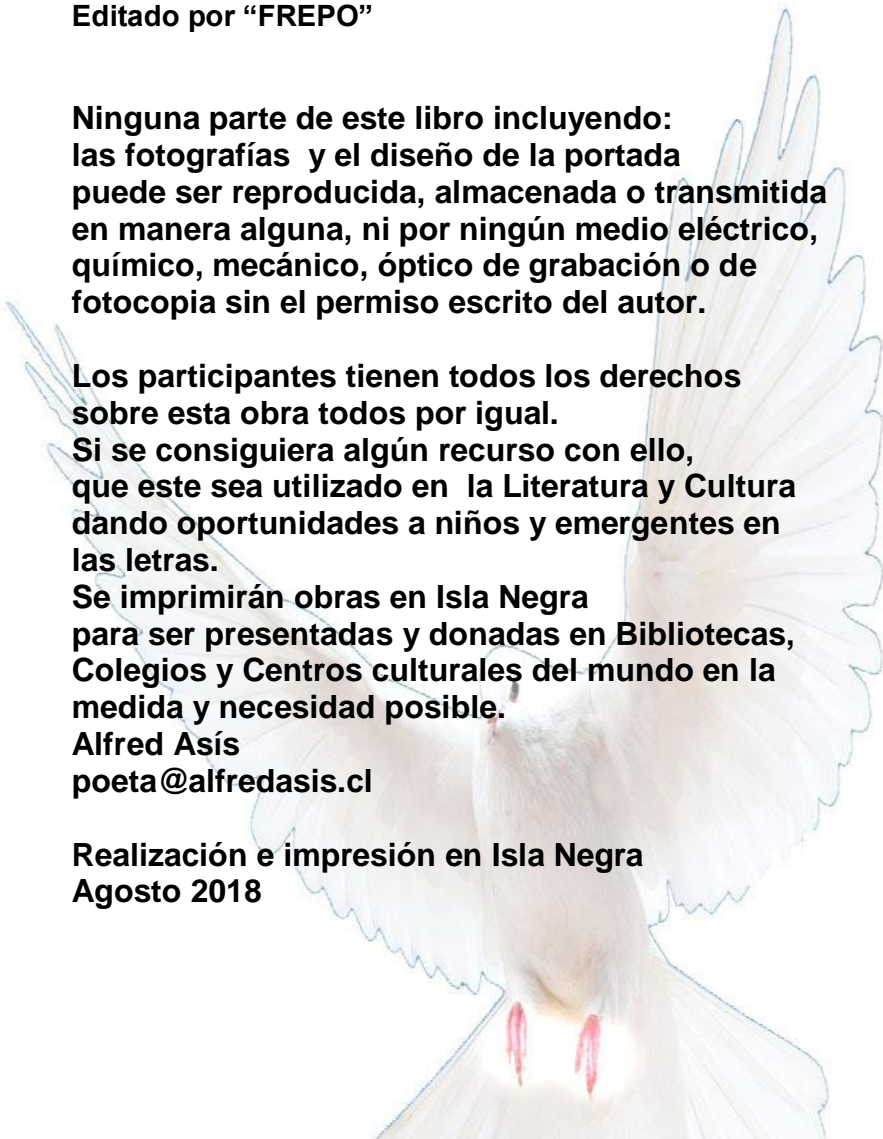 Editado por “FREPO”
Ninguna parte de este libro incluyendo:
las fotografías y el diseño de la portada
puede ser reproducida, almacenada o transmitida
en manera alguna, ni por ningún medio eléctrico,
químico, mecánico, óptico de grabación o de
fotocopia sin el permiso escrito del autor.
Los participantes tienen todos los derechos
sobre esta obra todos por igual.
Si se consiguiera algún recurso con ello,
que este sea utilizado en la Literatura y Cultura
dando oportunidades a niños y emergentes en
las letras.
Se imprimirán obras en Isla Negra
para ser presentadas y donadas en Bibliotecas,
Colegios y Centros culturales del mundo en la
medida y necesidad posible.
Alfred Asís
poeta@alfredasis.cl
Realización e impresión en Isla Negra
Agosto 2018